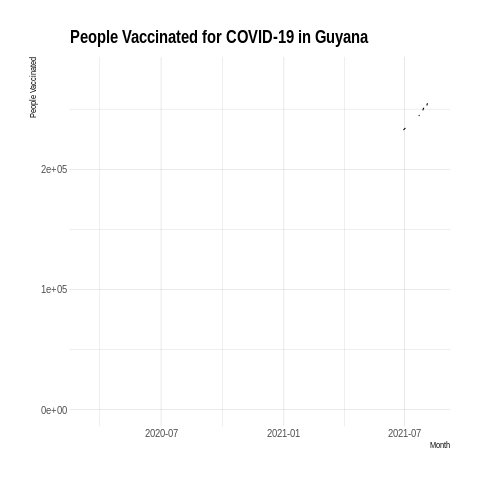 People Vaccinated for COVID-19 in Guyana
People Vaccinated
2e+05
1e+05
0e+00
2020-07
2021-01
2021-07
Month